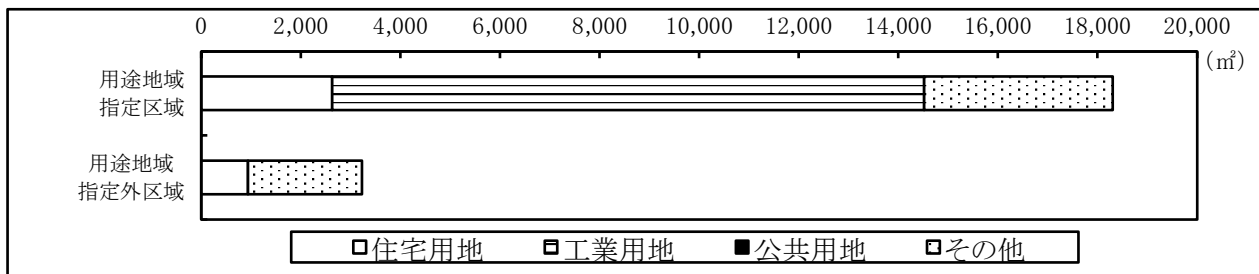 0 2,000 4,000 6,000 8,000 10,000 12,000 14,000 16,000 18,000 20,000
(㎡)
用途地域
指定区域
用途地域
指定外区域
住宅用地 工業用地 公共用地 その他